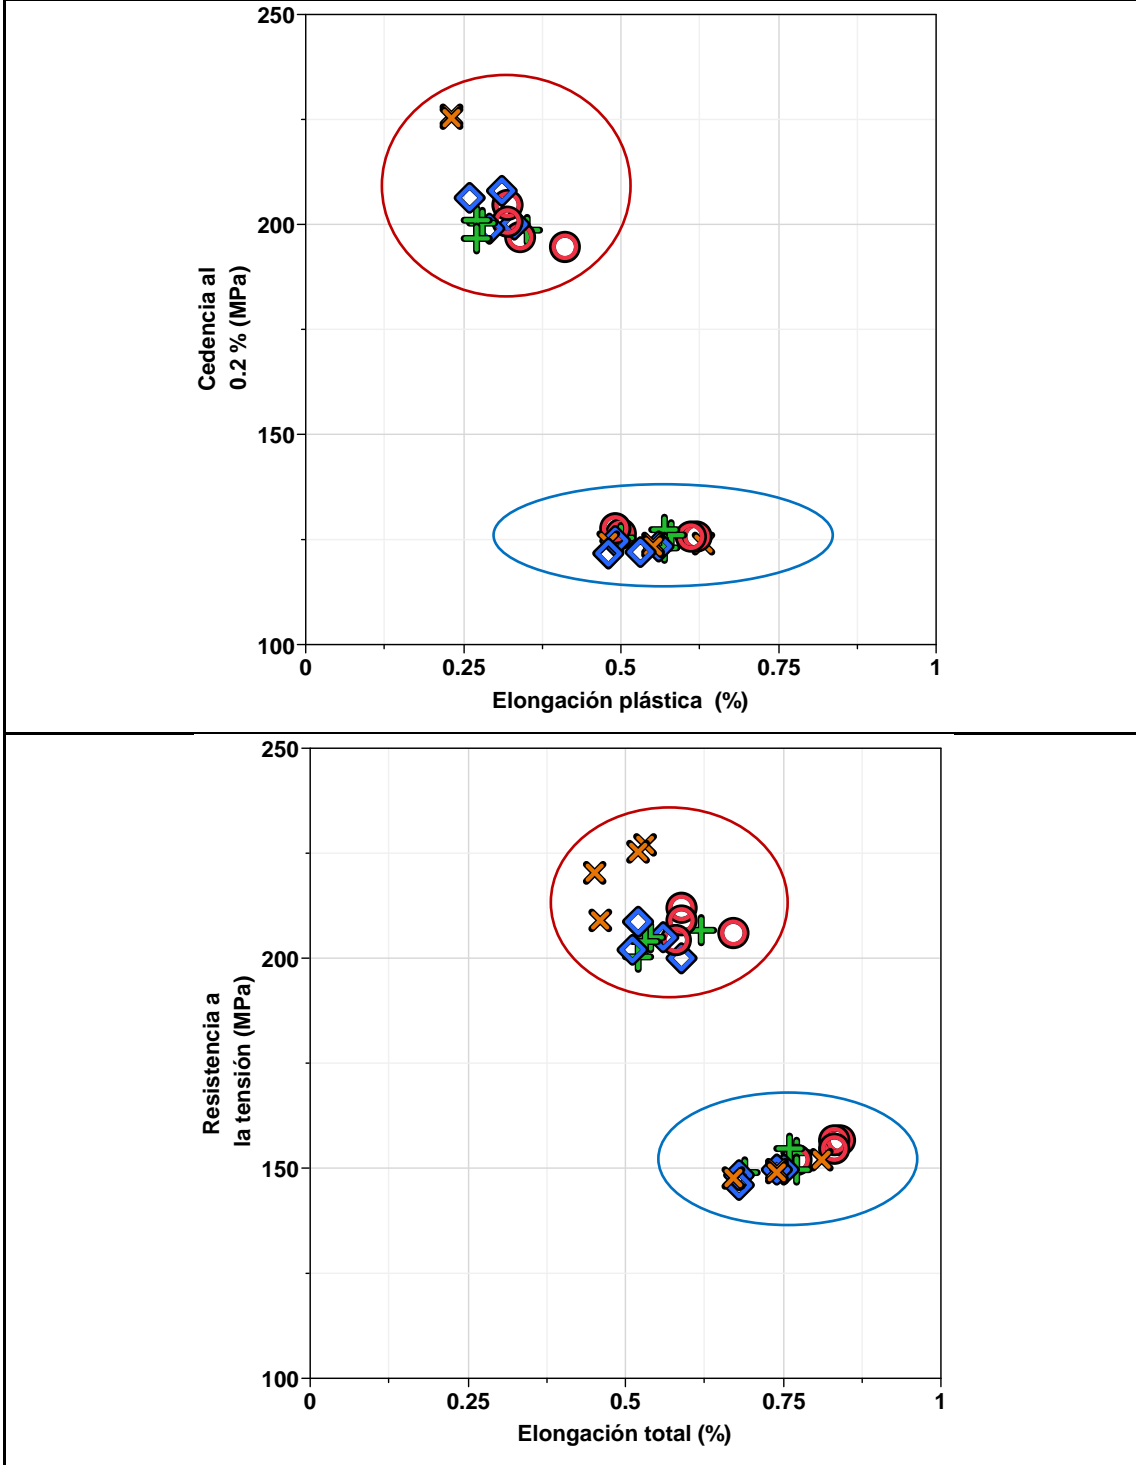 250
200
150
100
Cedencia al
0.2 % (MPa)
0 0.25 0.5 0.75 1
Elongación plástica (%)
250
200
150
100
Resistencia a
la tensión (MPa)
0 0.25 0.5 0.75 1
Elongación total (%)